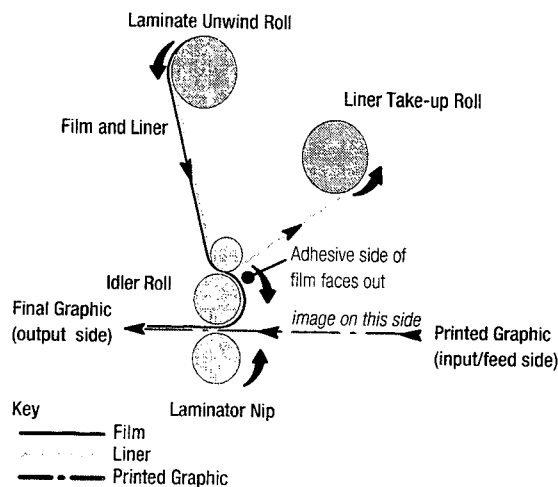 Laminate Unwind Roll
Liner Take-up Roll
Film and Liner
Adhesive side of
film faces out
Idler Roll
Final Graphic
(output side)
image on this side
Printed Graphic
(input/feed side)
Laminator Nip
Key
Film
Liner
Printed Graphic